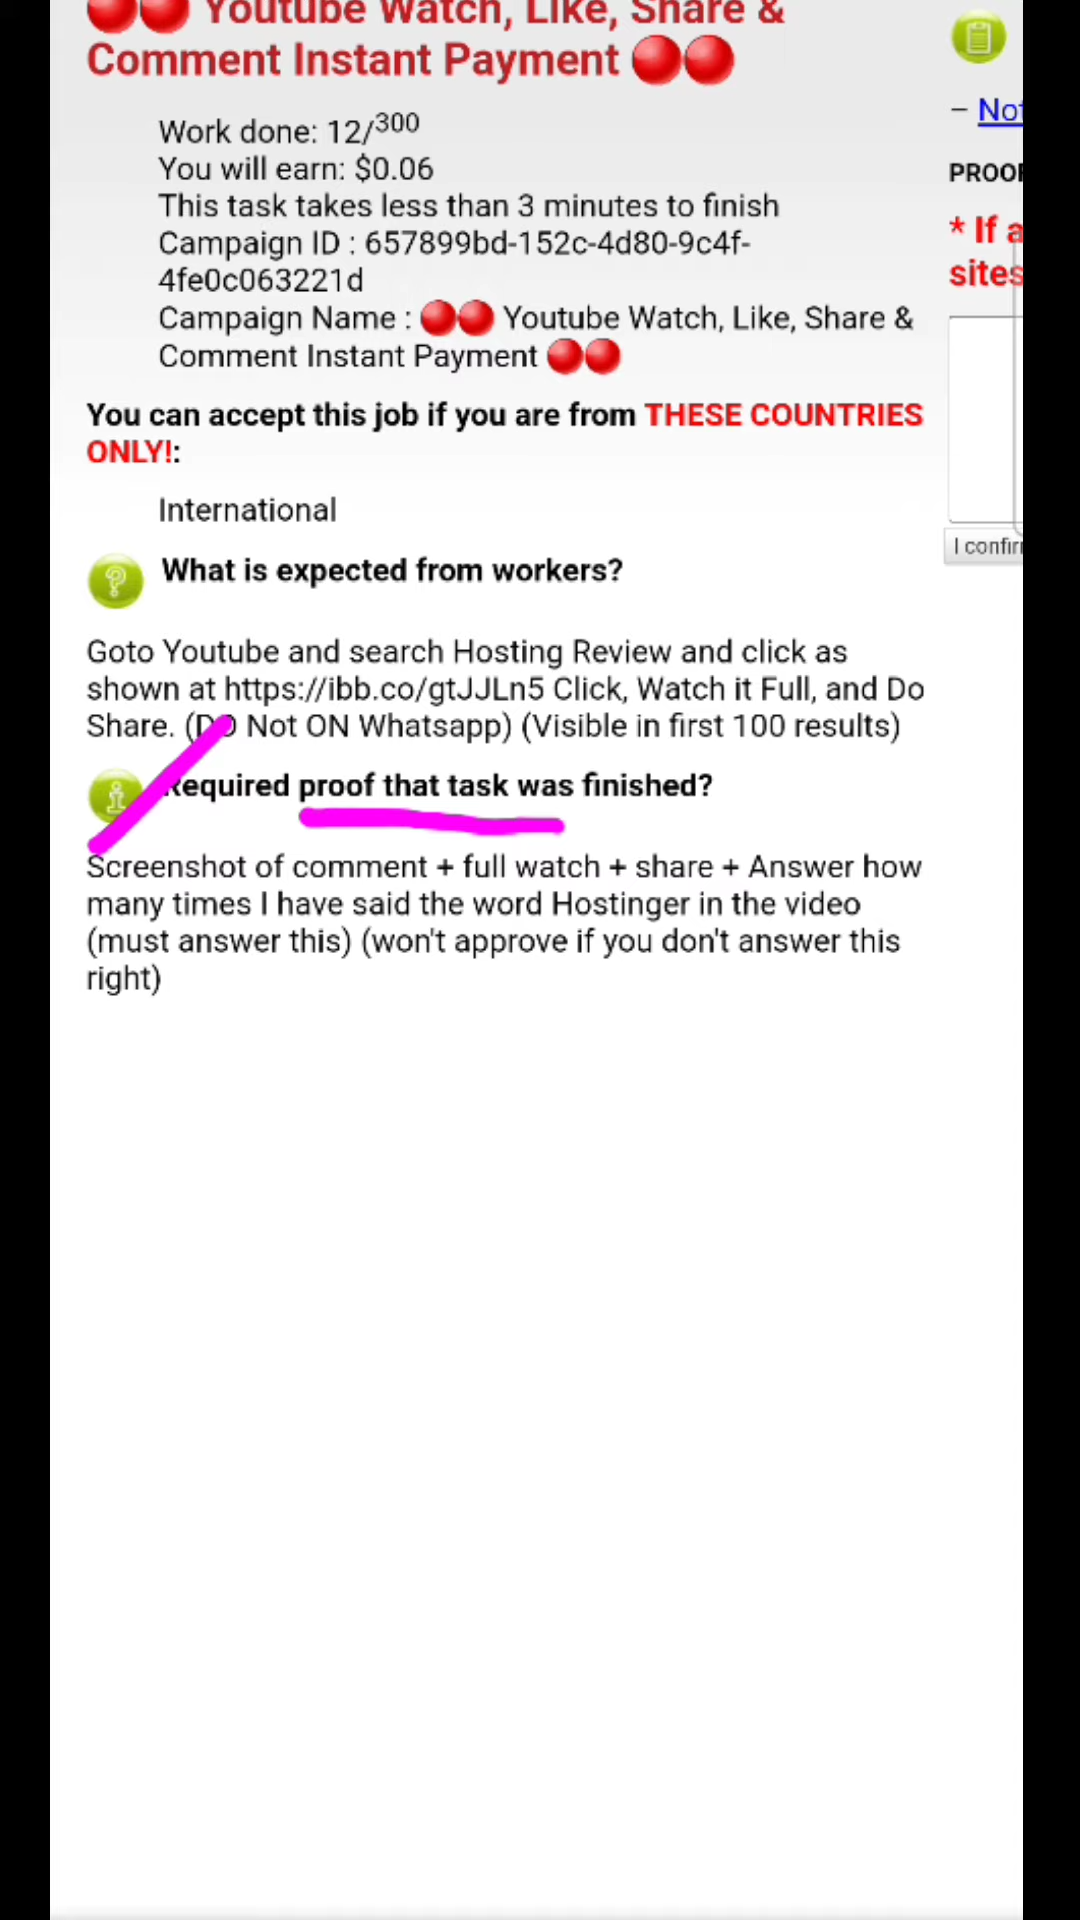 Youtube Watch, Like, Share &
Comment Instant Payment
Work done: 12/300
You will earn: $0.06
This task takes less than 3 minutes to finish
Campaign ID : 657899bd-152c-4d80-9c4f-
4fe0c063221d
Campaign Name : Youtube Watch, Like, Share &
Comment Instant Payment
You can accept this job if you are from THESE COUNTRIES
ONLY!:
International
What is expected from workers?
Goto Youtube and search Hosting Review and click as
shown at https://ibb.co/gtJJLn5 Click, Watch it Full, and Do
Share. (DO Not ON Whatsapp) (Visible in first 100 results)
Required proof that task was finished?
Screenshot of comment + full watch + share + Answer how
many times I have said the word Hostinger in the video
(must answer this) (won't approve if you don't answer this
right)
* If a
sites
I confir